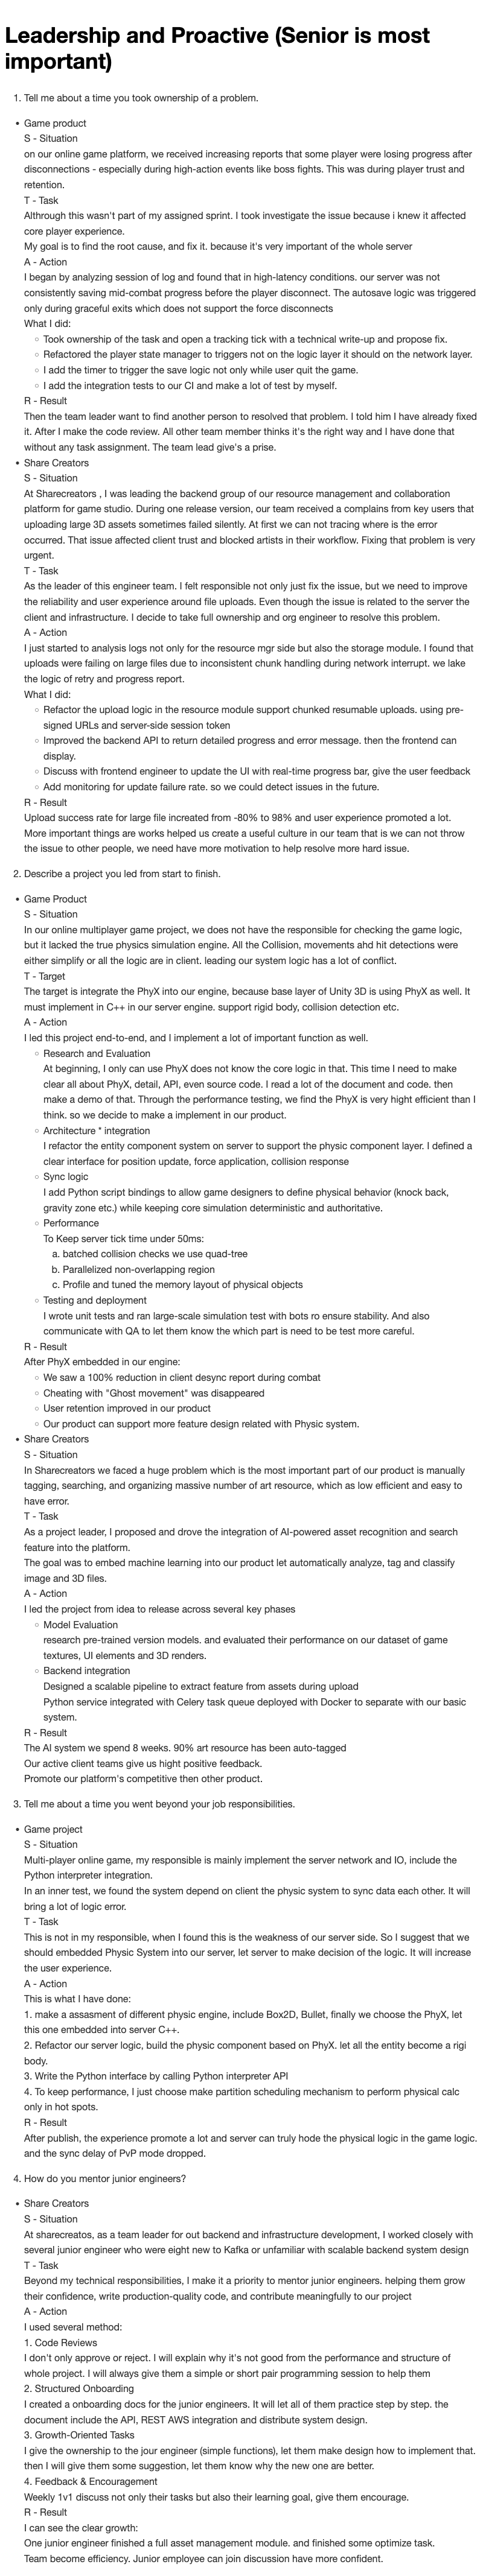 Leadership and Proactive (Senior is most
important)
1. Tell me about a time you took ownership of a problem.
• Game product
S - Situation
on our online game platform, we received increasing reports that some player were losing progress after
disconnections - especially during high-action events like boss fights. This was during player trust and
retention.
T - Task
Althrough this wasn't part of my assigned sprint. I took investigate the issue because i knew it affected
core player experience.
My goal is to find the root cause, and fix it. because it's very important of the whole server
A - Action
I began by analyzing session of log and found that in high-latency conditions. our server was not
consistently saving mid-combat progress before the player disconnect. The autosave logic was triggered
only during graceful exits which does not support the force disconnects
What I did:
◦ Took ownership of the task and open a tracking tick with a technical write-up and propose fix.
◦ Refactored the player state manager to triggers not on the logic layer it should on the network layer.
◦ I add the timer to trigger the save logic not only while user quit the game.
◦ I add the integration tests to our CI and make a lot of test by myself.
R - Result
Then the team leader want to find another person to resolved that problem. I told him I have already fixed
it. After I make the code review. All other team member thinks it's the right way and I have done that
without any task assignment. The team lead give's a prise.
• Share Creators
S - Situation
At Sharecreators , I was leading the backend group of our resource management and collaboration
platform for game studio. During one release version, our team received a complains from key users that
uploading large 3D assets sometimes failed silently. At first we can not tracing where is the error
occurred. That issue affected client trust and blocked artists in their workflow. Fixing that problem is very
urgent.
T - Task
As the leader of this engineer team. I felt responsible not only just fix the issue, but we need to improve
the reliability and user experience around file uploads. Even though the issue is related to the server the
client and infrastructure. I decide to take full ownership and org engineer to resolve this problem.
A - Action
I just started to analysis logs not only for the resource mgr side but also the storage module. I found that
uploads were failing on large files due to inconsistent chunk handling during network interrupt. we lake
the logic of retry and progress report.
What I did:
◦ Refactor the upload logic in the resource module support chunked resumable uploads. using pre-
signed URLs and server-side session token
◦ Improved the backend API to return detailed progress and error message. then the frontend can
display.
◦ Discuss with frontend engineer to update the UI with real-time progress bar, give the user feedback
◦ Add monitoring for update failure rate. so we could detect issues in the future.
R - Result
Upload success rate for large file increated from -80% to 98% and user experience promoted a lot.
More important things are works helped us create a useful culture in our team that is we can not throw
the issue to other people, we need have more motivation to help resolve more hard issue.
2. Describe a project you led from start to finish.
• Game Product
S - Situation
In our online multiplayer game project, we does not have the responsible for checking the game logic,
but it lacked the true physics simulation engine. All the Collision, movements ahd hit detections were
either simplify or all the logic are in client. leading our system logic has a lot of conflict.
T - Target
The target is integrate the PhyX into our engine, because base layer of Unity 3D is using PhyX as well. It
must implement in C++ in our server engine. support rigid body, collision detection etc.
A - Action
I led this project end-to-end, and I implement a lot of important function as well.
◦ Research and Evaluation
At beginning, I only can use PhyX does not know the core logic in that. This time I need to make
clear all about PhyX, detail, API, even source code. I read a lot of the document and code. then
make a demo of that. Through the performance testing, we find the PhyX is very hight efficient than I
think. so we decide to make a implement in our product.
◦ Architecture * integration
I refactor the entity component system on server to support the physic component layer. I defined a
clear interface for position update, force application, collision response
◦ Sync logic
I add Python script bindings to allow game designers to define physical behavior (knock back,
gravity zone etc.) while keeping core simulation deterministic and authoritative.
◦ Performance
To Keep server tick time under 50ms:
a. batched collision checks we use quad-tree
b. Parallelized non-overlapping region
c. Profile and tuned the memory layout of physical objects
◦ Testing and deployment
I wrote unit tests and ran large-scale simulation test with bots ro ensure stability. And also
communicate with QA to let them know the which part is need to be test more careful.
R - Result
After PhyX embedded in our engine:
◦ We saw a 100% reduction in client desync report during combat
◦ Cheating with "Ghost movement" was disappeared
◦ User retention improved in our product
◦ Our product can support more feature design related with Physic system.
• Share Creators
S - Situation
In Sharecreators we faced a huge problem which is the most important part of our product is manually
tagging, searching, and organizing massive number of art resource, which as low efficient and easy to
have error.
T - Task
As a project leader, I proposed and drove the integration of AI-powered asset recognition and search
feature into the platform.
The goal was to embed machine learning into our product let automatically analyze, tag and classify
image and 3D files.
A - Action
I led the project from idea to release across several key phases
◦ Model Evaluation
research pre-trained version models. and evaluated their performance on our dataset of game
textures, UI elements and 3D renders.
◦ Backend integration
Designed a scalable pipeline to extract feature from assets during upload
Python service integrated with Celery task queue deployed with Docker to separate with our basic
system.
R - Result
The AI system we spend 8 weeks. 90% art resource has been auto-tagged
Our active client teams give us hight positive feedback.
Promote our platform's competitive then other product.
3. Tell me about a time you went beyond your job responsibilities.
• Game project
S - Situation
Multi-player online game, my responsible is mainly implement the server network and IO, include the
Python interpreter integration.
In an inner test, we found the system depend on client the physic system to sync data each other. It will
bring a lot of logic error.
T - Task
This is not in my responsible, when I found this is the weakness of our server side. So I suggest that we
should embedded Physic System into our server, let server to make decision of the logic. It will increase
the user experience.
A - Action
This is what I have done:
1. make a assasment of different physic engine, include Box2D, Bullet, finally we choose the PhyX, let
this one embedded into server C++.
2. Refactor our server logic, build the physic component based on PhyX. let all the entity become a rigi
body.
3. Write the Python interface by calling Python interpreter API
4. To keep performance, I just choose make partition scheduling mechanism to perform physical calc
only in hot spots.
R - Result
After publish, the experience promote a lot and server can truly hode the physical logic in the game logic.
and the sync delay of PvP mode dropped.
4. How do you mentor junior engineers?
• Share Creators
S - Situation
At sharecreatos, as a team leader for out backend and infrastructure development, I worked closely with
several junior engineer who were eight new to Kafka or unfamiliar with scalable backend system design
T - Task
Beyond my technical responsibilities, I make it a priority to mentor junior engineers. helping them grow
their confidence, write production-quality code, and contribute meaningfully to our project
A - Action
I used several method:
1. Code Reviews
I don't only approve or reject. I will explain why it's not good from the performance and structure of
whole project. I will always give them a simple or short pair programming session to help them
2. Structured Onboarding
I created a onboarding docs for the junior engineers. It will let all of them practice step by step. the
document include the API, REST AWS integration and distribute system design.
3. Growth-Oriented Tasks
I give the ownership to the jour engineer (simple functions), let them make design how to implement that.
then I will give them some suggestion, let them know why the new one are better.
4. Feedback & Encouragement
Weekly 1v1 discuss not only their tasks but also their learning goal, give them encourage.
R - Result
I can see the clear growth:
One junior engineer finished a full asset management module. and finished some optimize task.
Team become efficiency. Junior employee can join discussion have more confident.